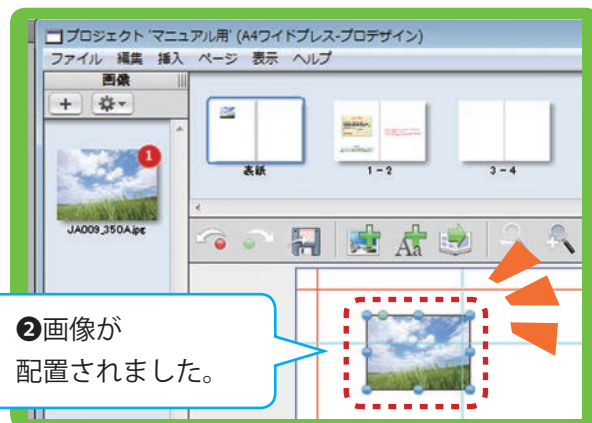 プロジェクト 'マニュアル用' (A4ワイドプレス-プロデザイン)
ファイル 編集 挿入 ページ 表示 ヘルプ
画像
+
1
JA009_350A.jpg
表紙
1 - 2
3 - 4
Aa
❷画像が
配置されました。